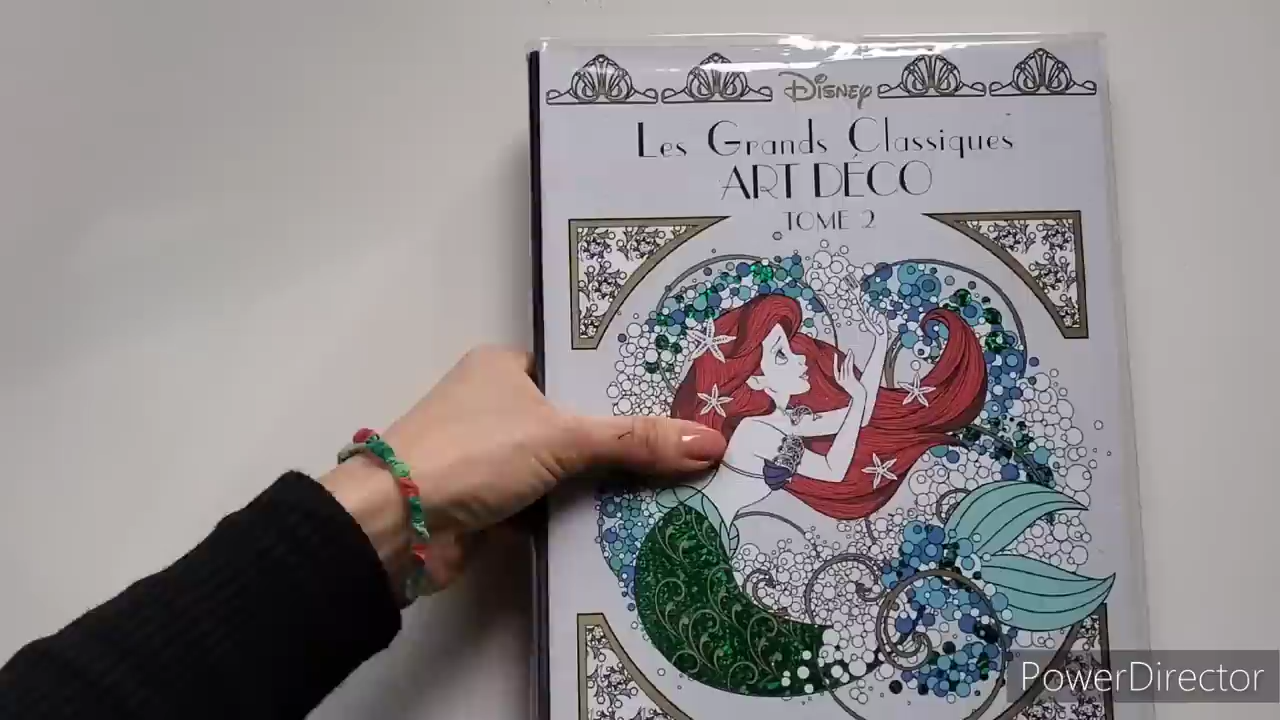 Disney
Les Grands Classiques
ART DÉCO
TOME 2
PowerDirector